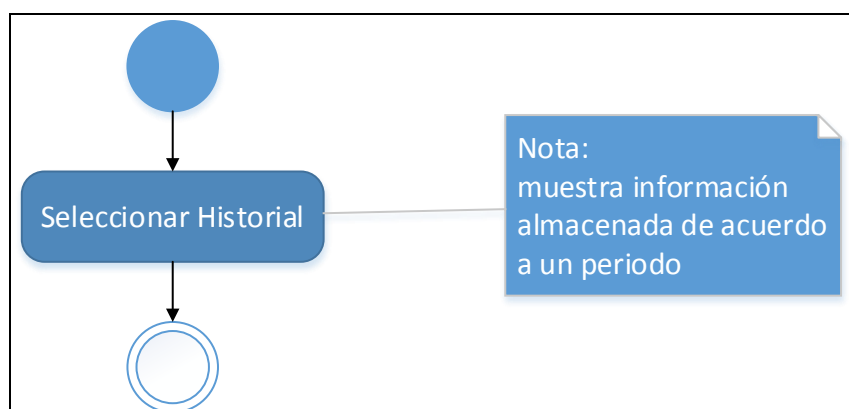 Seleccionar Historial
Nota:
muestra información
almacenada de acuerdo
a un periodo